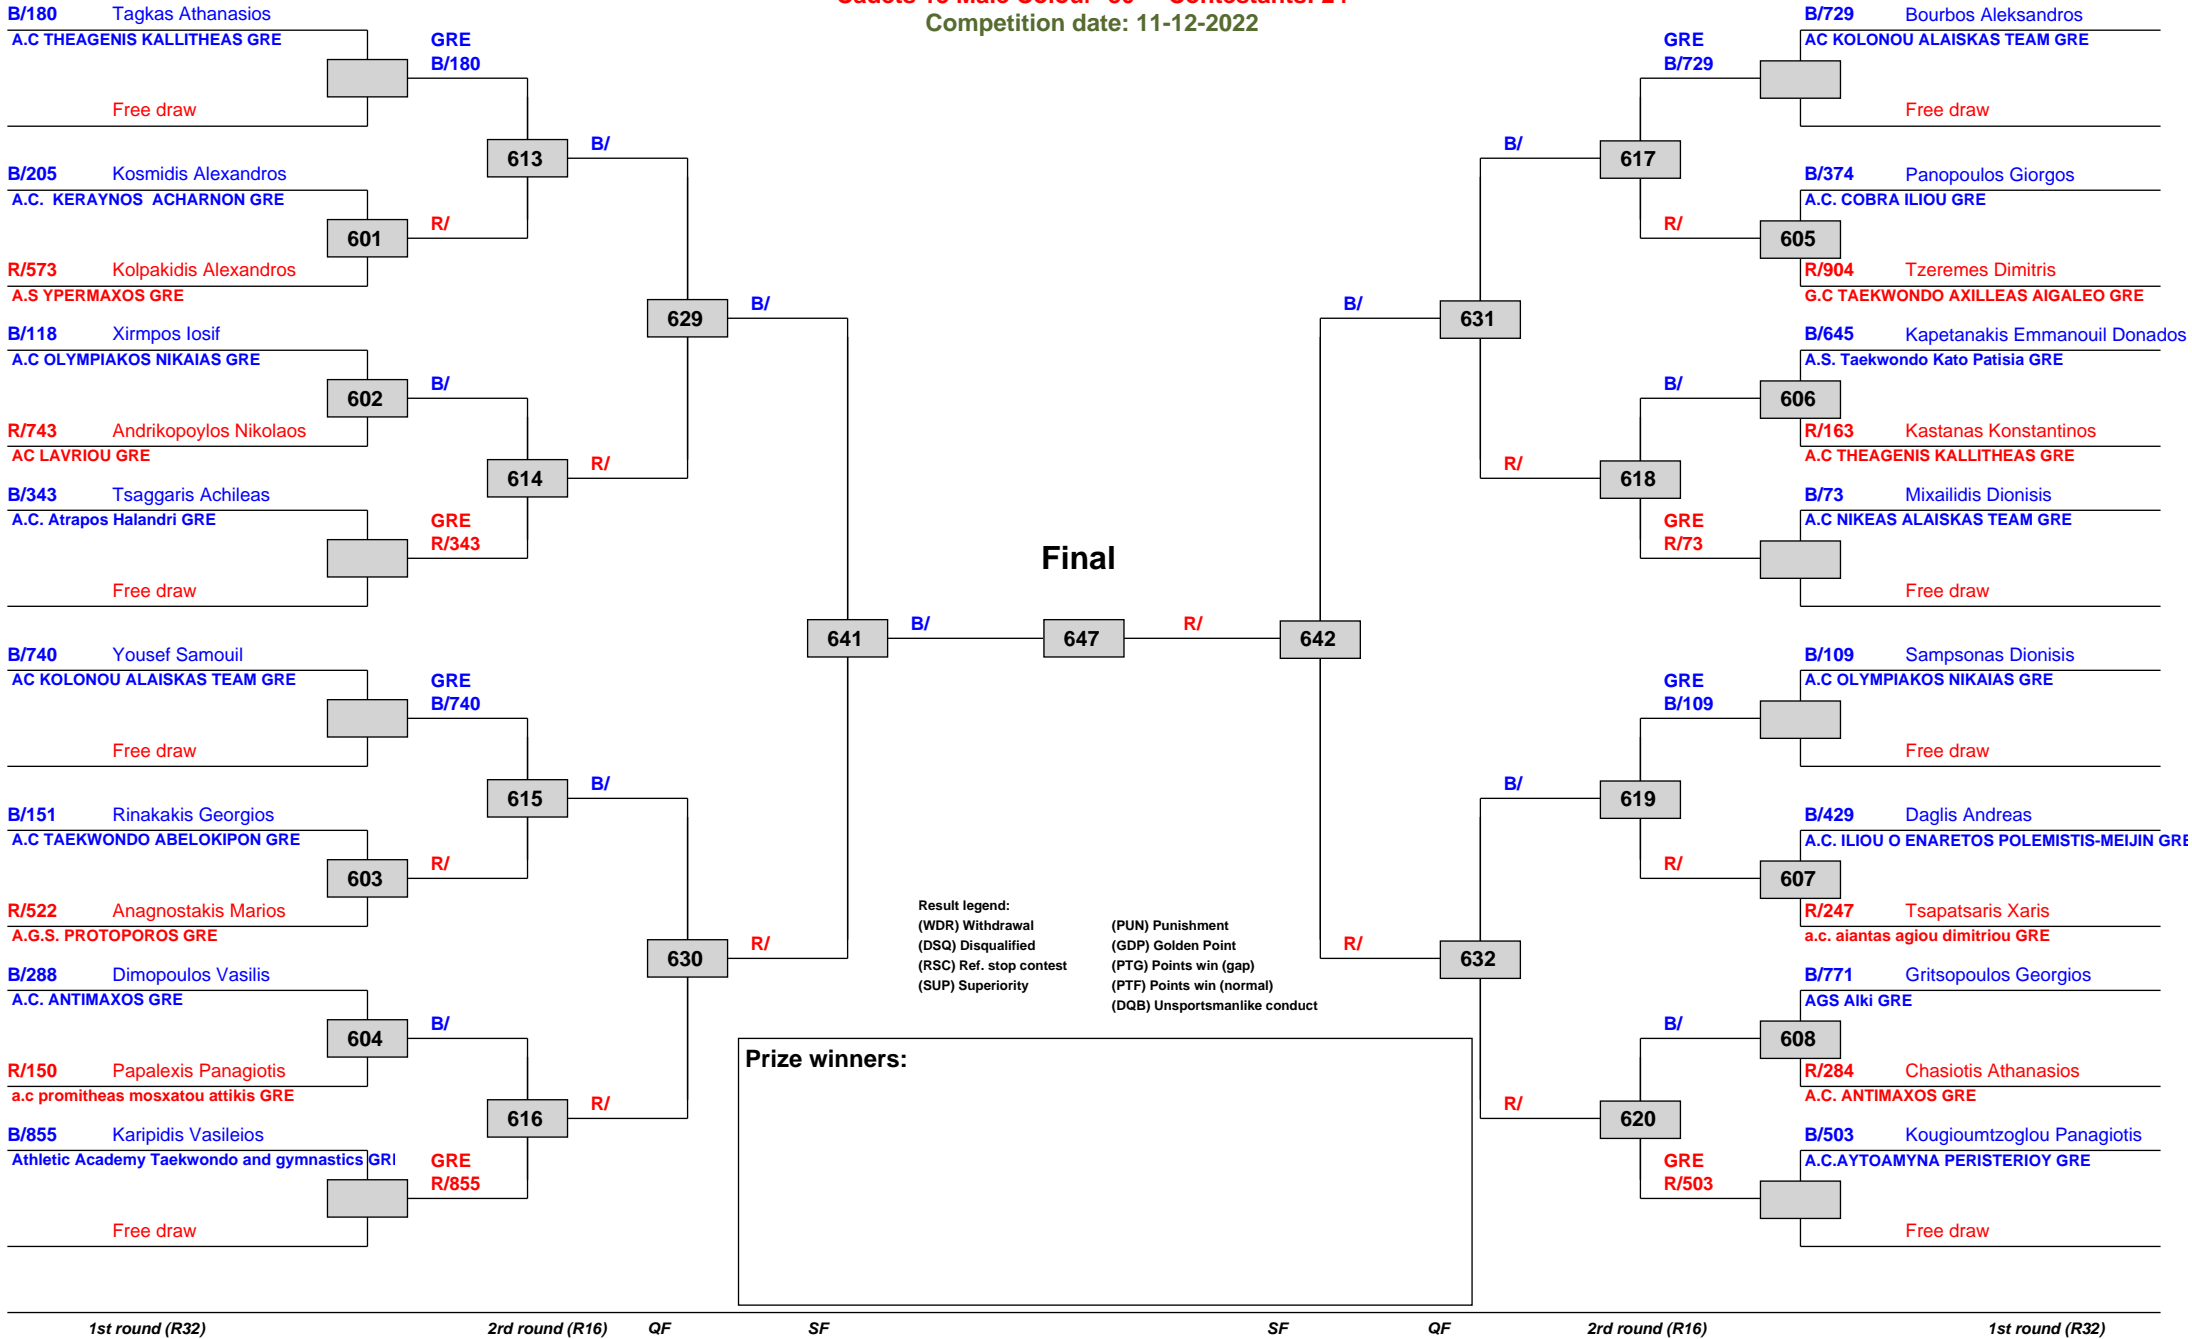 Competition date: 11-12-2022
B/180 Tagkas Athanasios
A.C THEAGENIS KALLITHEAS GRE
GRE
B/180
Free draw
613
B/
B/205 Kosmidis Alexandros
A.C. KERAYNOS ACHARNON GRE
601
R/
R/573 Kolpakidis Alexandros
A.S YPERMAXOS GRE
629
B/
B/118 Xirmpos Iosif
A.C OLYMPIAKOS NIKAIAS GRE
602
B/
R/743 Andrikopoylos Nikolaos
AC LAVRIOU GRE
614
R/
B/343 Tsaggaris Achileas
A.C. Atrapos Halandri GRE
GRE
R/343
Free draw
641
B/
B/740 Yousef Samouil
AC KOLONOU ALAISKAS TEAM GRE
GRE
B/740
Free draw
615
B/
B/151 Rinakakis Georgios
A.C TAEKWONDO ABELOKIPON GRE
603
R/
R/522 Anagnostakis Marios
A.G.S. PROTOPOROS GRE
630
R/
B/288 Dimopoulos Vasilis
A.C. ANTIMAXOS GRE
604
B/
R/150 Papalexis Panagiotis
a.c promitheas mosxatou attikis GRE
616
R/
B/855 Karipidis Vasileios
Athletic Academy Taekwondo and gymnastics
GRE
R/855
Free draw
Final
647
R/
642
B/729 Bourbos Aleksandros
AC KOLONOU ALAISKAS TEAM GRE
GRE
B/729
Free draw
B/
617
B/374 Panopoulos Giorgos
A.C. COBRA ILIOU GRE
R/
605
R/904 Tzeremes Dimitris
G.C TAEKWONDO AXILLEAS AIGALEO GRE
B/
631
B/645 Kapetanakis Emmanouil Donados
A.S. Taekwondo Kato Patisia GRE
B/
606
R/163 Kastanas Konstantinos
A.C THEAGENIS KALLITHEAS GRE
R/
618
B/73 Mixailidis Dionisis
A.C NIKEAS ALAISKAS TEAM GRE
GRE
R/73
Free draw
B/109 Sampsonas Dionisis
A.C OLYMPIAKOS NIKAIAS GRE
GRE
B/109
Free draw
B/
619
B/429 Daglis Andreas
A.C. ILIOU O ENARETOS POLEMISTIS-MEIJIN
R/
607
R/247 Tsapatsaris Xaris
a.c. aiantas agiou dimitriou GRE
R/
632
B/771 Gritsopoulos Georgios
AGS Alki GRE
B/
608
R/284 Chasiotis Athanasios
A.C. ANTIMAXOS GRE
R/
620
B/503 Kougioumtzoglou Panagiotis
A.C.AYTOAMYNA PERISTERIOY GRE
GRE
R/503
Free draw
Result legend:
(WDR) Withdrawal
(DSQ) Disqualified
(RSC) Ref. stop contest
(SUP) Superiority
(PUN) Punishment
(GDP) Golden Point
(PTG) Points win (gap)
(PTF) Points win (normal)
(DQB) Unsportsmanlike conduct
Prize winners:
1st round (R32) 2rd round (R16) QF SF SF QF 2rd round (R16) 1st round (R32)